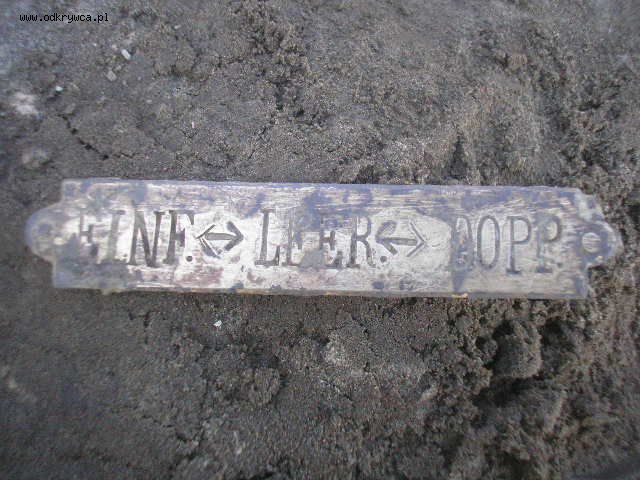 www.odkrywca.pl
EINF. ↔ LEER. ↔ DOPP.